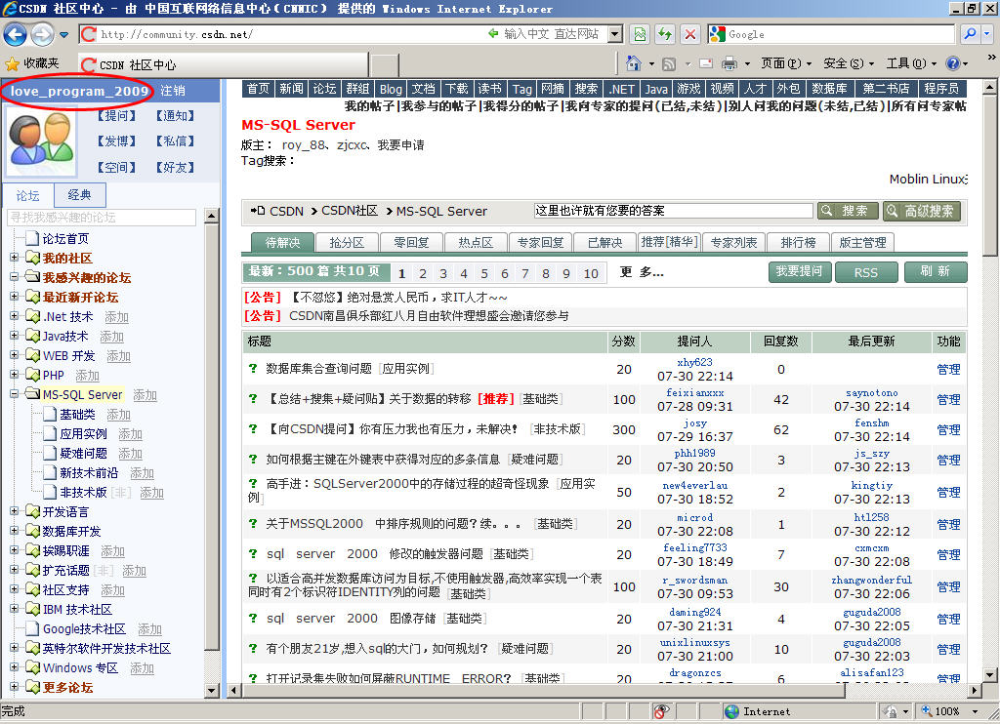 CSDN 社区中心 - 由 中国互联网络信息中心（CNNIC） 提供的 Windows Internet Explorer
http://community.csdn.net/
输入中文 直达网站
Google
收藏夹
CSDN 社区中心
页面(P)
安全(S)
工具(O)
love_program_2009 注销
【提问】 【通知】
【发博】 【私信】
【空间】 【好友】
论坛 经典
寻找我感兴趣的论坛
论坛首页
我的社区
我感兴趣的论坛
最近新开论坛
.Net 技术 添加
Java技术 添加
WEB 开发 添加
PHP 添加
MS-SQL Server 添加
基础类 添加
应用实例 添加
疑难问题 添加
新技术前沿 添加
非技术版 [非] 添加
开发语言
数据库开发
挨踢职涯 添加
扩充话题 [非] 添加
社区支持 添加
IBM 技术社区
Google技术社区 添加
英特尔软件开发技术社区
Windows 专区 添加
更多论坛
首页 新闻 论坛 群组 Blog 文档 下载 读书 Tag 网摘 搜索 .NET Java 游戏 视频 人才 外包 数据库 第二书店 程序员
我的帖子|我参与的帖子|我得分的帖子|我向专家的提问(已结,未结)|别人问我的问题(未结,已结)|所有问专家帖
MS-SQL Server
版主： roy_88、zjcxc、我要申请
Tag搜索：
Moblin Linux
CSDN > CSDN社区 > MS-SQL Server
这里也许就有您要的答案
搜索
高级搜索
待解决 抢分区 零回复 热点区 专家回复 已解决 推荐[精华] 专家列表 排行榜 版主管理
最新：500 篇 共10 页 1 2 3 4 5 6 7 8 9 10 更 多...
我要提问 RSS 刷 新
[公告] 【不忽悠】绝对悬赏人民币，求IT人才~~
[公告] CSDN南昌俱乐部红八月自由软件理想盛会邀请您参与
标题 分数 提问人 回复数 最后更新 功能
? 数据库集合查询问题 [应用实例] 20 xhy623 07-30 22:14 0 管理
? 【总结+搜集+疑问贴】关于数据的转移 [推荐] [基础类] 100 feixianxxx 07-28 09:31 42 saynotono 07-30 22:14 管理
? 【向CSDN提问】你有压力我也有压力，未解决! [非技术版] 300 josy 07-29 16:37 62 fenshm 07-30 22:14 管理
? 如何根据主键在外键表中获得对应的多条信息 [疑难问题] 20 phh1989 07-30 20:50 3 js_szy 07-30 22:13 管理
? 高手进：SQLServer2000中的存储过程的超奇怪现象 [应用实例] 50 new4everlau 07-30 18:52 2 kingtiy 07-30 22:13 管理
? 关于MSSQL2000 中排序规则的问题?续。。。 [基础类] 20 microd 07-30 22:08 1 htl258 07-30 22:12 管理
? sql server 2000 修改的触发器问题 [基础类] 20 feeling7733 07-30 18:49 7 cxmcxm 07-30 22:08 管理
? 以适合高并发数据库访问为目标,不使用触发器,高效率实现一个表同时有2个标识符IDENTITY列的问题 [基础类] 100 r_swordsman 07-30 09:53 30 zhangwonderful 07-30 22:06 管理
? sql server 2000 图像存储 [基础类] 20 daming924 07-30 21:31 4 guguda2008 07-30 22:05 管理
? 有个朋友21岁,想入sql的大门，如何规划? [疑难问题] 20 unixlinuxsys 07-30 21:00 10 guguda2008 07-30 22:03 管理
? 打开记录集失败如何屏蔽RUNTIME ERROR? [基础类] 20 dragonzcs 6 alisafan123 管理
完成
Internet
100%